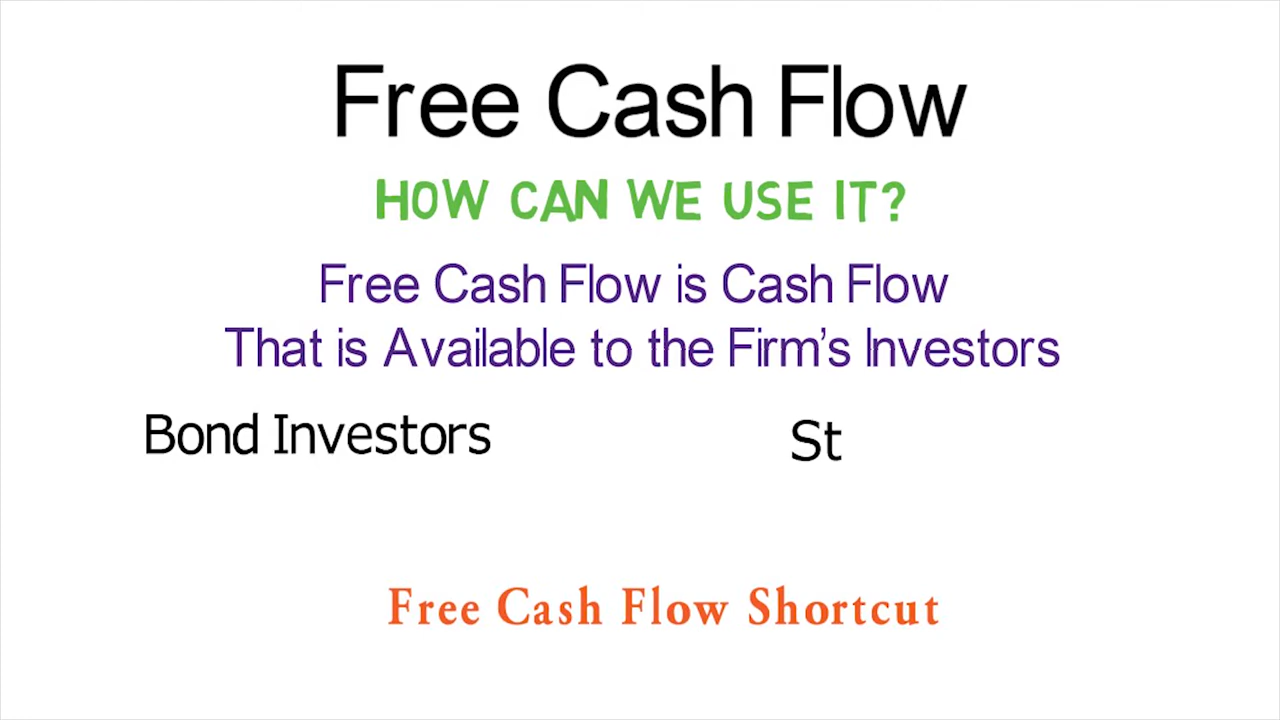 Free Cash Flow
HOW CAN WE USE IT?
Free Cash Flow is Cash Flow
That is Available to the Firm’s Investors
Bond Investors St
Free Cash Flow Shortcut